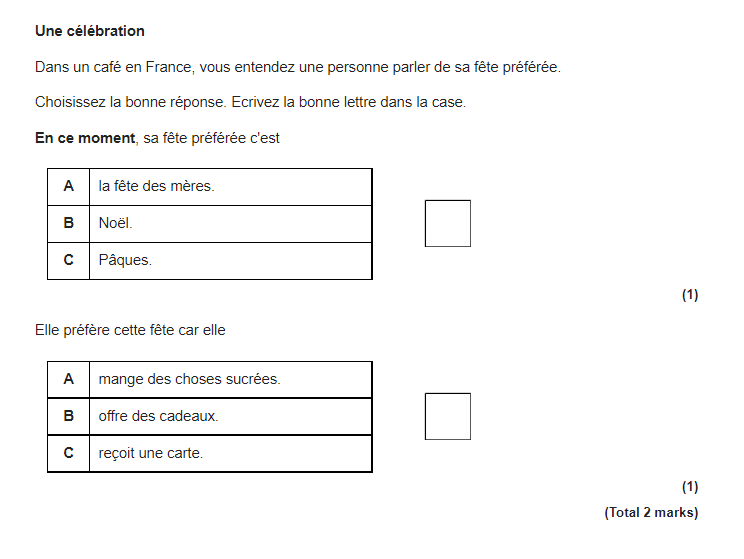 Une célébration
Dans un café en France, vous entendez une personne parler de sa fête préférée.
Choisissez la bonne réponse. Ecrivez la bonne lettre dans la case.
En ce moment, sa fête préférée c'est
A la fête des mères.
B Noël.
C Pâques.
(1)
Elle préfère cette fête car elle
A mange des choses sucrées.
B offre des cadeaux.
C reçoit une carte.
(1)
(Total 2 marks)